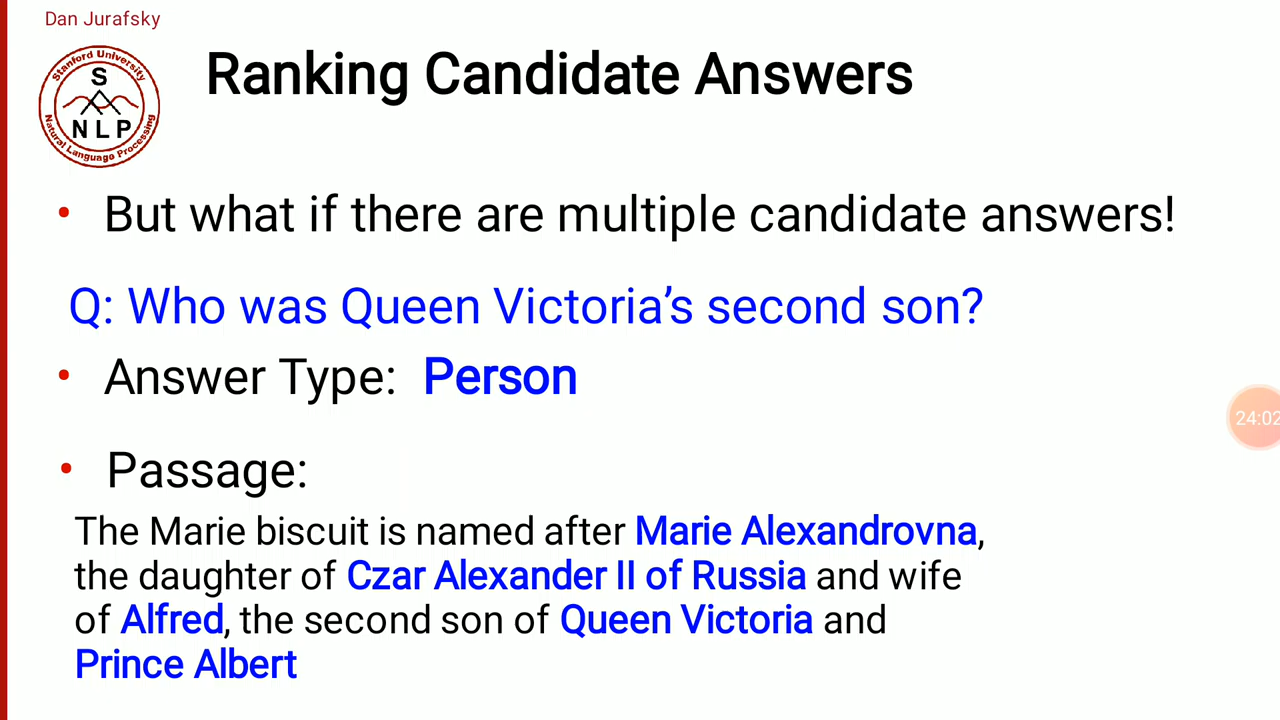 Dan Jurafsky
Stanford University
S
N L P
Natural Language Processing
Ranking Candidate Answers
• But what if there are multiple candidate answers!
Q: Who was Queen Victoria’s second son?
• Answer Type: Person
• Passage:
The Marie biscuit is named after Marie Alexandrovna,
the daughter of Czar Alexander II of Russia and wife
of Alfred, the second son of Queen Victoria and
Prince Albert
24:02